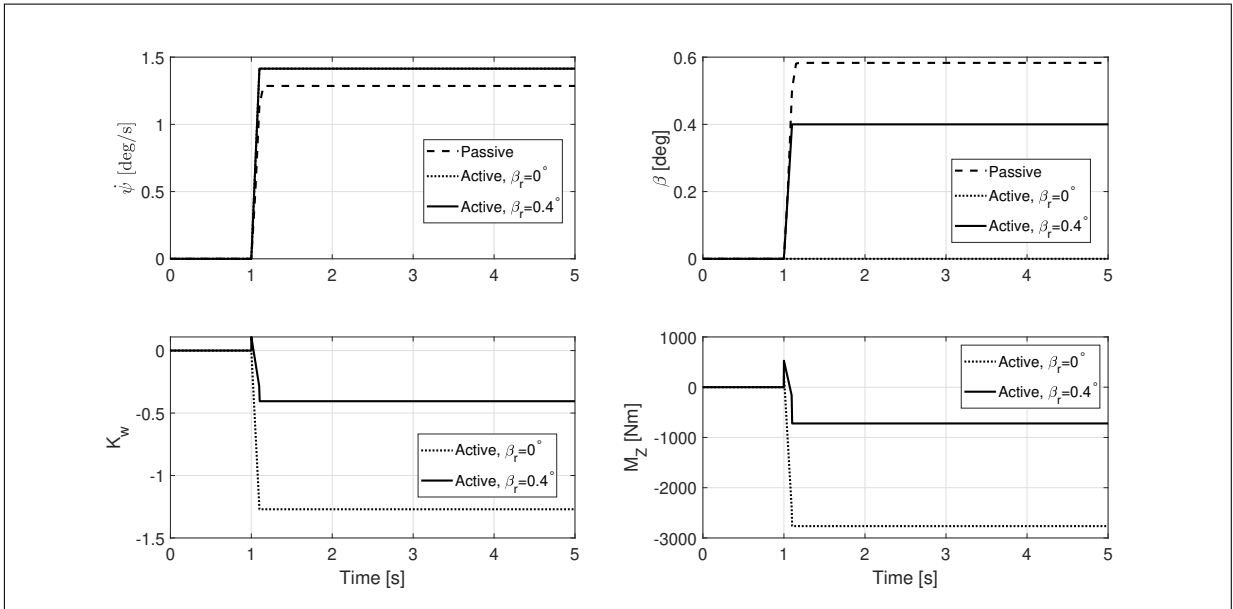 1.5
1
0.5
0
ψ̇ [deg/s]
0 1 2 3 4 5
Passive
Active, β_r=0°
Active, β_r=0.4°
0.6
0.4
0.2
0
β [deg]
0 1 2 3 4 5
Passive
Active, β_r=0°
Active, β_r=0.4°
0
-0.5
-1
-1.5
K_w
0 1 2 3 4 5
Time [s]
Active, β_r=0°
Active, β_r=0.4°
1000
0
-1000
-2000
-3000
M_Z [Nm]
0 1 2 3 4 5
Time [s]
Active, β_r=0°
Active, β_r=0.4°